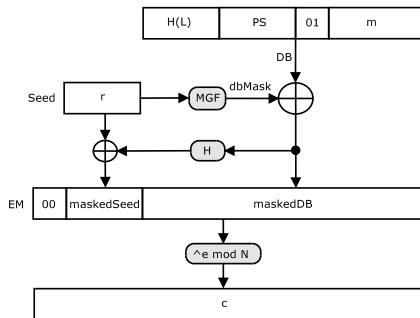 H(L) PS 01 m
DB
dbMask
Seed r MGF
H
EM 00 maskedSeed maskedDB
^e mod N
c